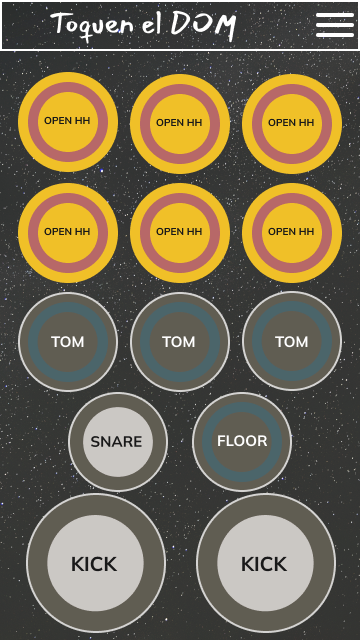 Toquen el DOM
OPEN HH OPEN HH OPEN HH
OPEN HH OPEN HH OPEN HH
TOM TOM TOM
SNARE FLOOR
KICK KICK